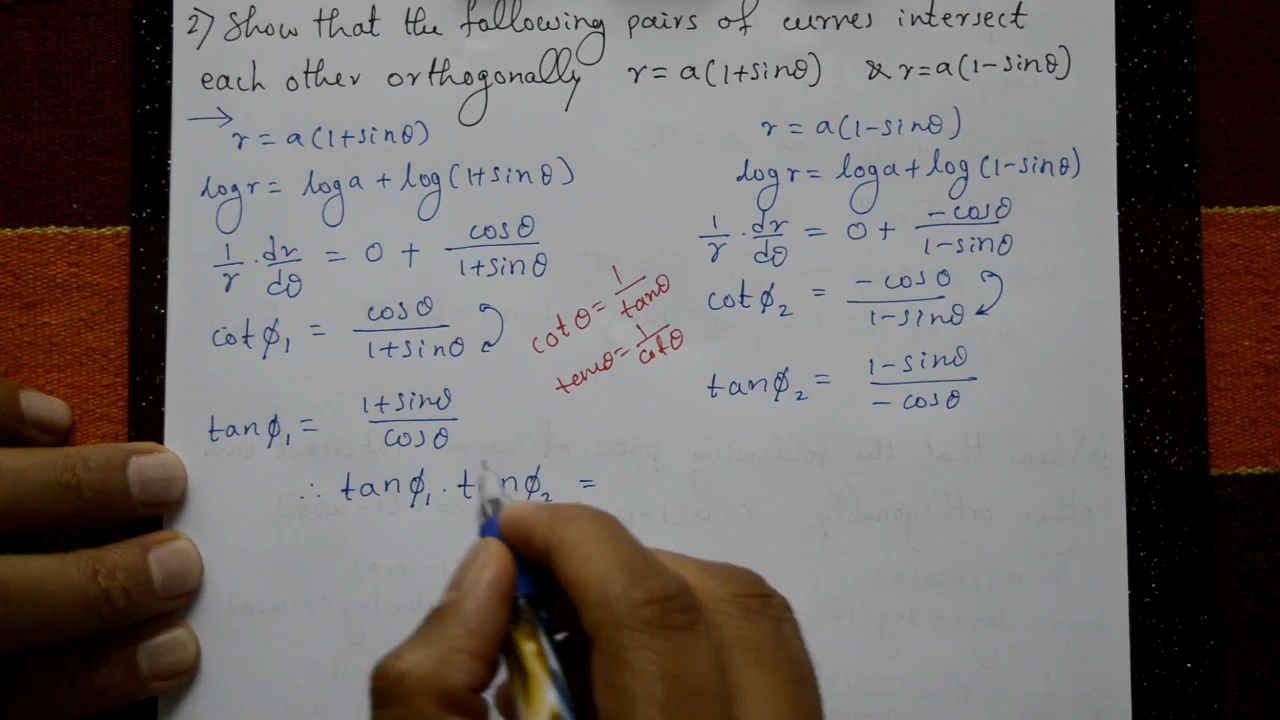 2) Show that the following pairs of curves intersect
each other orthogonally r = a(1+sinθ) & r=a(1-sinθ)
→ r = a(1+sinθ)
log r = log a + log(1+sinθ)
1/r · dr/dθ = 0 + cosθ/1+sinθ
cot ϕ₁ = cosθ/1+sinθ
tan ϕ₁ = 1+sinθ/cosθ
cot θ = 1/tanθ
tanθ = 1/cotθ
r = a(1-sinθ)
log r = log a + log(1-sinθ)
1/r · dr/dθ = 0 + -cosθ/1-sinθ
cot ϕ₂ = -cosθ/1-sinθ
tan ϕ₂ = 1-sinθ/-cosθ
∴ tan ϕ₁ · tan ϕ₂ =